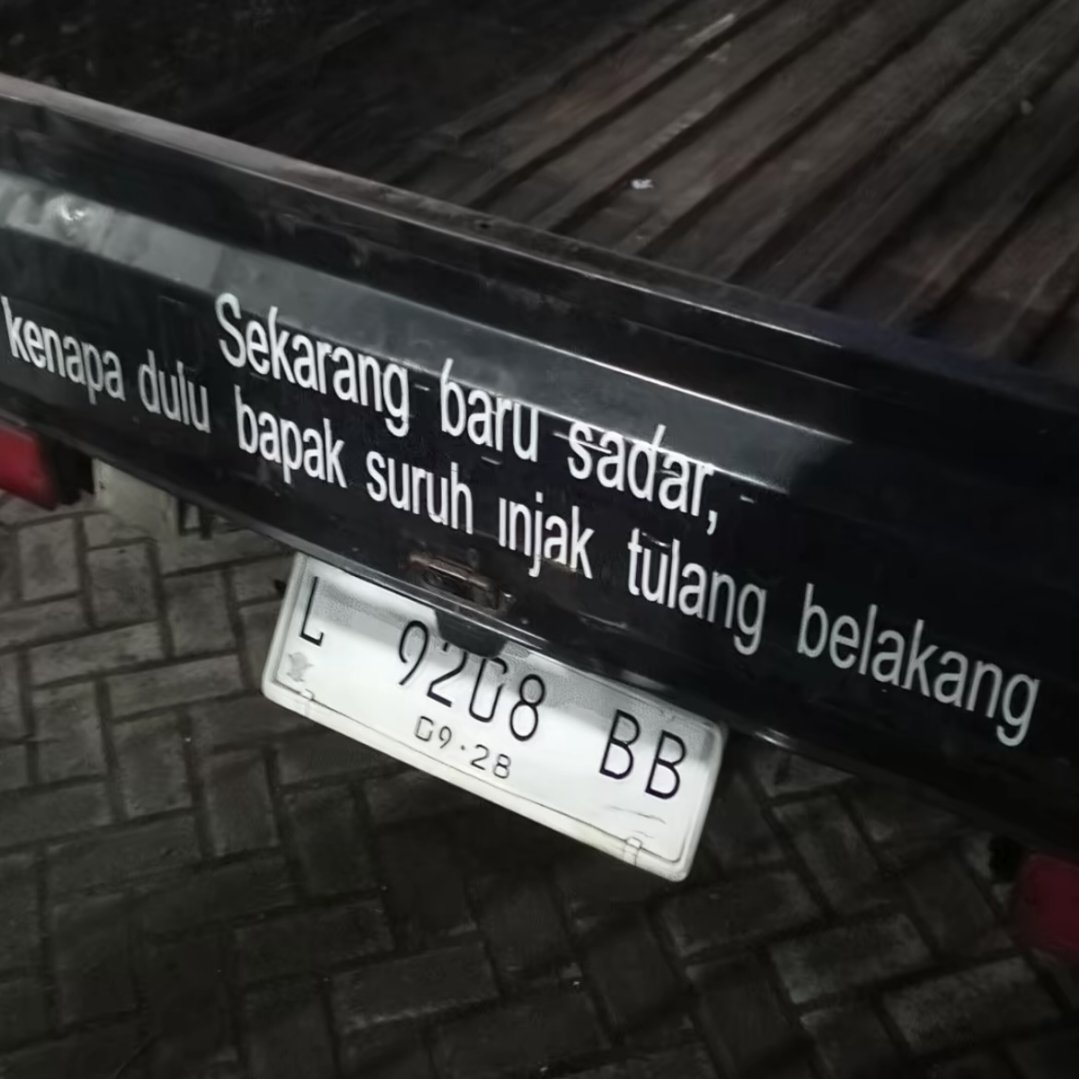 Sekarang baru sadar,
kenapa dulu bapak suruh injak tulang belakang
L 9208 BB
09·28